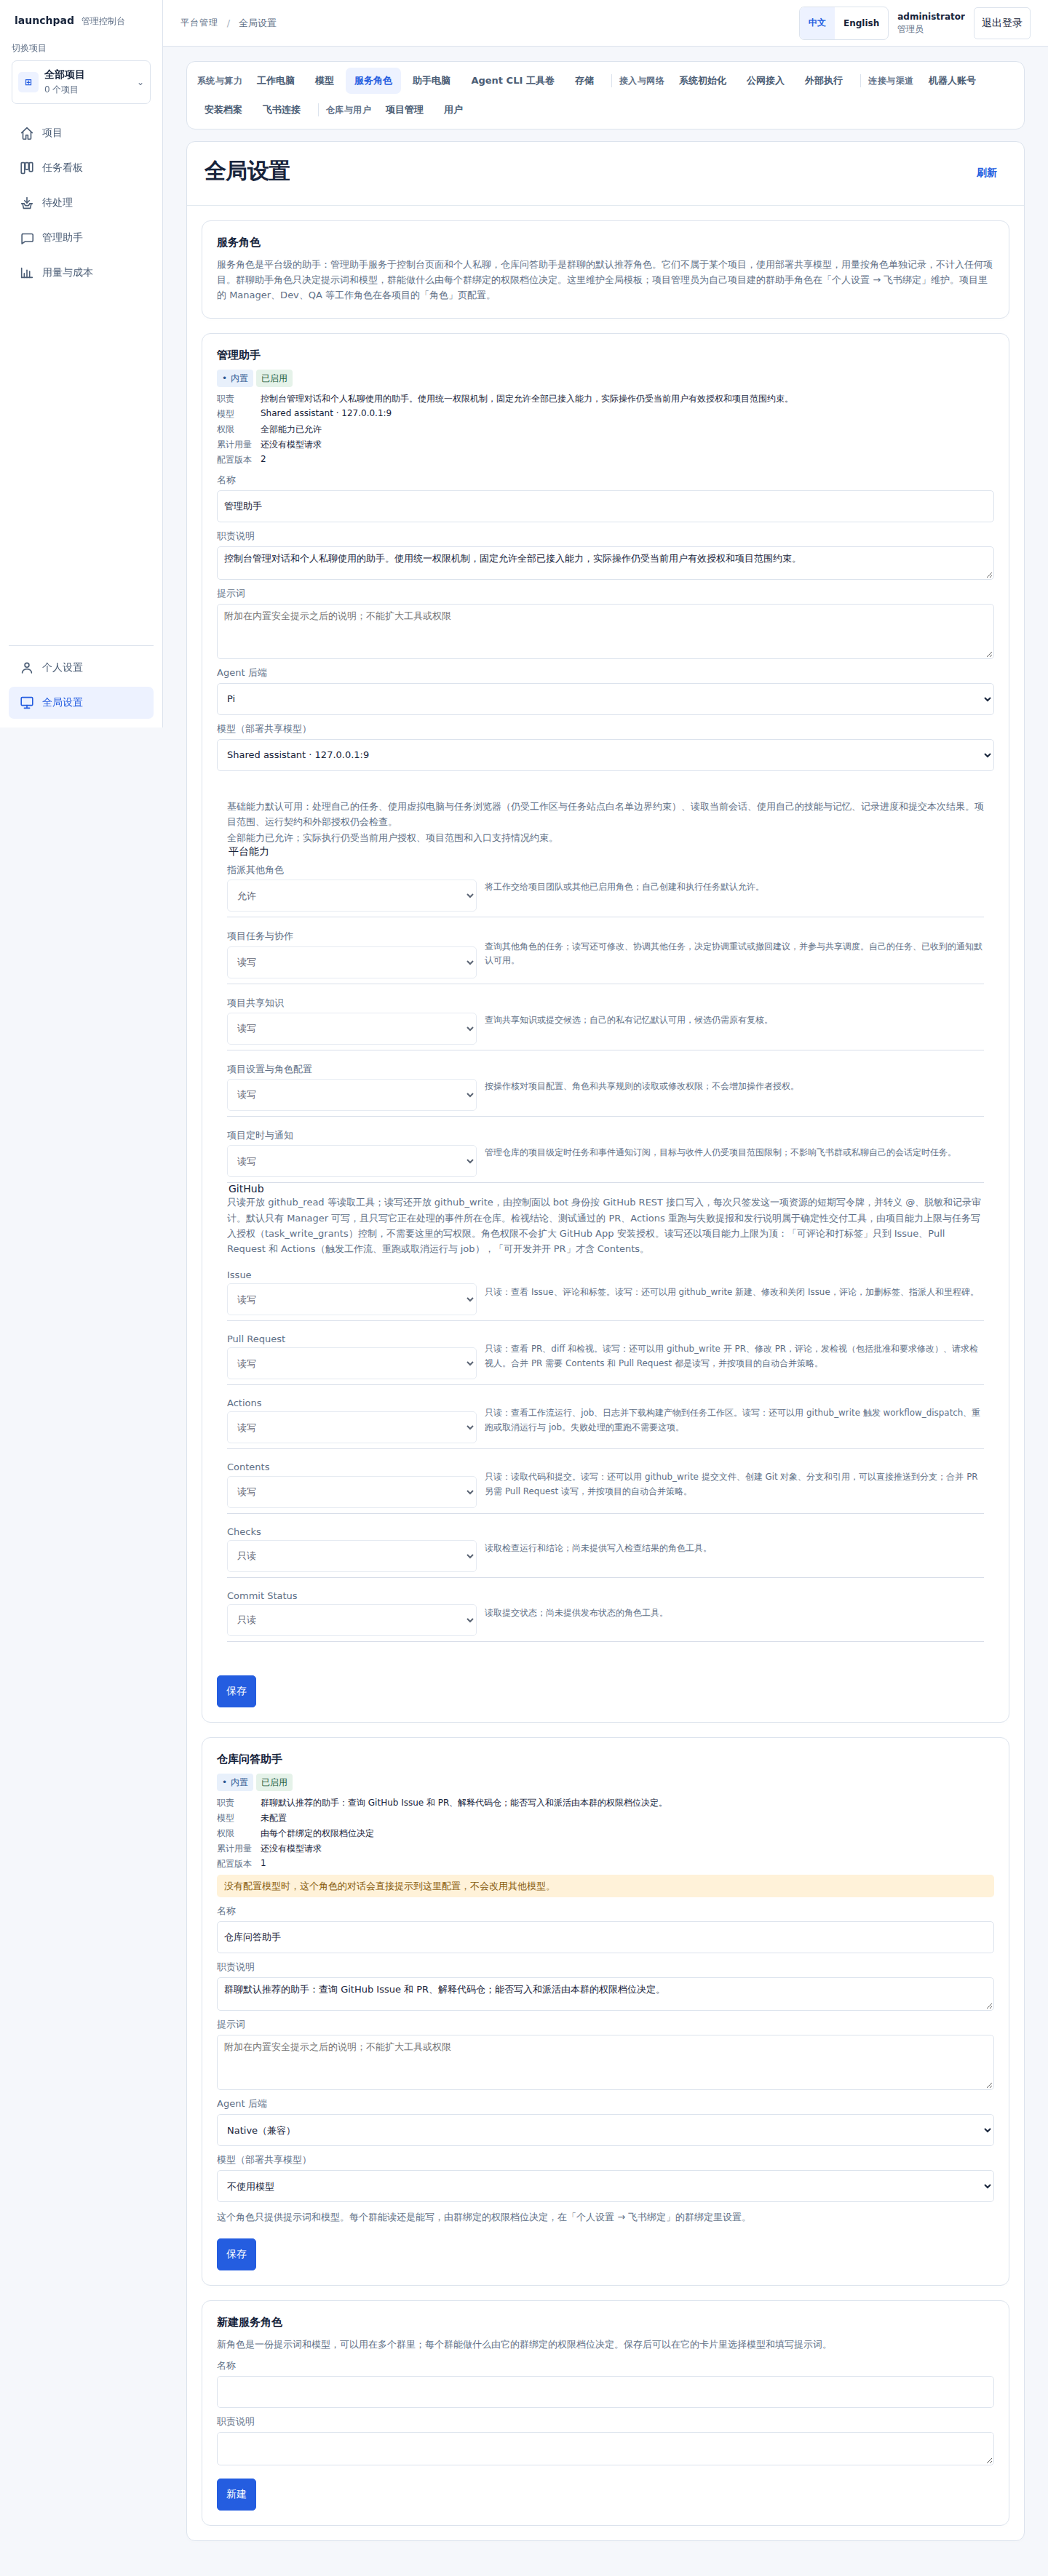 launchpad 管理控制台
切换项目
全部项目
0 个项目
项目
任务看板
待处理
管理助手
用量与成本
个人设置
全局设置
平台管理 / 全局设置
中文 English
administrator
管理员
退出登录
系统与算力 工作电脑 模型 服务角色 助手电脑 Agent CLI 工具卷 存储 接入与网络 系统初始化 公网接入 外部执行 连接与渠道 机器人账号
安装档案 飞书连接 仓库与用户 项目管理 用户
全局设置
刷新
服务角色
服务角色是平台级的助手：管理助手服务于控制台页面和个人私聊，仓库问答助手是群聊的默认推荐角色。它们不属于某个项目，使用部署共享模型，用量按角色单独记录，不计入任何项
目。群聊助手角色只决定提示词和模型，群能做什么由每个群绑定的权限档位决定。这里维护全局模板；项目管理员为自己项目建的群助手角色在「个人设置 → 飞书绑定」维护。项目里
的 Manager、Dev、QA 等工作角色在各项目的「角色」页配置。
管理助手
• 内置 已启用
职责 控制台管理对话和个人私聊使用的助手。使用统一权限机制，固定允许全部已接入能力，实际操作仍受当前用户有效授权和项目范围约束。
模型 Shared assistant · 127.0.0.1:9
权限 全部能力已允许
累计用量 还没有模型请求
配置版本 2
名称
管理助手
职责说明
控制台管理对话和个人私聊使用的助手。使用统一权限机制，固定允许全部已接入能力，实际操作仍受当前用户有效授权和项目范围约束。
提示词
附加在内置安全提示之后的说明；不能扩大工具或权限
Agent 后端
Pi
模型（部署共享模型）
Shared assistant · 127.0.0.1:9
基础能力默认可用：处理自己的任务、使用虚拟电脑与任务浏览器（仍受工作区与任务站点白名单边界约束）、读取当前会话、使用自己的技能与记忆、记录进度和提交本次结果。项
目范围、运行契约和外部授权仍会检查。
全部能力已允许；实际执行仍受当前用户授权、项目范围和入口支持情况约束。
平台能力
指派其他角色
允许
将工作交给项目团队或其他已启用角色；自己创建和执行任务默认允许。
项目任务与协作
读写
查询其他角色的任务；读写还可修改、协调其他任务，决定协调重试或撤回建议，并参与共享调度。自己的任务、已收到的通知默
认可用。
项目共享知识
读写
查询共享知识或提交候选；自己的私有记忆默认可用，候选仍需原有复核。
项目设置与角色配置
读写
按操作核对项目配置、角色和共享规则的读取或修改权限；不会增加操作者授权。
项目定时与通知
读写
管理仓库的项目级定时任务和事件通知订阅，目标与收件人仍受项目范围限制；不影响飞书群或私聊自己的会话定时任务。
GitHub
只读开放 github_read 等读取工具；读写还开放 github_write，由控制面以 bot 身份按 GitHub REST 接口写入，每次只签发这一项资源的短期写令牌，并转义 @、脱敏和记录审
计。默认只有 Manager 可写，且只写它正在处理的事件所在仓库。检视结论、测试通过的 PR、Actions 重跑与失败提报和发行说明属于确定性交付工具，由项目能力上限与任务写
入授权（task_write_grants）控制，不需要这里的写权限。角色权限不会扩大 GitHub App 安装授权。读写还以项目能力上限为顶：「可评论和打标签」只到 Issue、Pull
Request 和 Actions（触发工作流、重跑或取消运行与 job），「可开发并开 PR」才含 Contents。
Issue
读写
只读：查看 Issue、评论和标签。读写：还可以用 github_write 新建、修改和关闭 Issue，评论，加删标签、指派人和里程碑。
Pull Request
读写
只读：查看 PR、diff 和检视。读写：还可以用 github_write 开 PR、修改 PR，评论，发检视（包括批准和要求修改）、请求检
视人。合并 PR 需要 Contents 和 Pull Request 都是读写，并按项目的自动合并策略。
Actions
读写
只读：查看工作流运行、job、日志并下载构建产物到任务工作区。读写：还可以用 github_write 触发 workflow_dispatch、重
跑或取消运行与 job。失败处理的重跑不需要这项。
Contents
读写
只读：读取代码和提交。读写：还可以用 github_write 提交文件、创建 Git 对象、分支和引用，可以直接推送到分支；合并 PR
另需 Pull Request 读写，并按项目的自动合并策略。
Checks
只读
读取检查运行和结论；尚未提供写入检查结果的角色工具。
Commit Status
只读
读取提交状态；尚未提供发布状态的角色工具。
保存
仓库问答助手
• 内置 已启用
职责 群聊默认推荐的助手：查询 GitHub Issue 和 PR、解释代码仓；能否写入和派活由本群的权限档位决定。
模型 未配置
权限 由每个群绑定的权限档位决定
累计用量 还没有模型请求
配置版本 1
没有配置模型时，这个角色的对话会直接提示到这里配置，不会改用其他模型。
名称
仓库问答助手
职责说明
群聊默认推荐的助手：查询 GitHub Issue 和 PR、解释代码仓；能否写入和派活由本群的权限档位决定。
提示词
附加在内置安全提示之后的说明；不能扩大工具或权限
Agent 后端
Native（兼容）
模型（部署共享模型）
不使用模型
这个角色只提供提示词和模型。每个群能读还是能写，由群绑定的权限档位决定，在「个人设置 → 飞书绑定」的群绑定里设置。
保存
新建服务角色
新角色是一份提示词和模型，可以用在多个群里；每个群能做什么由它的群绑定的权限档位决定。保存后可以在它的卡片里选择模型和填写提示词。
名称
职责说明
新建